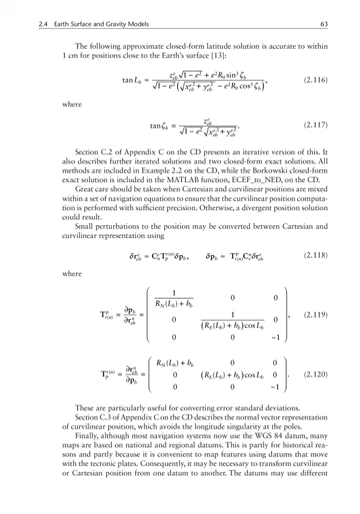 2.4 Earth Surface and Gravity Models 63
The following approximate closed-form latitude solution is accurate to within
1 cm for positions close to the Earth's surface [13]:
tan L_b ≈ (z^e_eb √(1 − e²) + e²R₀ sin³ ζ_b) / (√(1 − e²) (√(x^e_eb² + y^e_eb²) − e²R₀ cos³ ζ_b)), (2.116)
where
tan ζ_b = z^e_eb / (√(1 − e²) √(x^e_eb² + y^e_eb²)). (2.117)
Section C.2 of Appendix C on the CD presents an iterative version of this. It
also describes further iterated solutions and two closed-form exact solutions. All
methods are included in Example 2.2 on the CD, while the Borkowski closed-form
exact solution is included in the MATLAB function, ECEF_to_NED, on the CD.
Great care should be taken when Cartesian and curvilinear positions are mixed
within a set of navigation equations to ensure that the curvilinear position computa-
tion is performed with sufficient precision. Otherwise, a divergent position solution
could result.
Small perturbations to the position may be converted between Cartesian and
curvilinear representation using
δr^e_eb ≈ C^e_n T^r(n)_p δp_b, δp_b ≈ T^p_r(n) C^n_e δr^e_eb (2.118)
where
T^p_r(n) = ∂p_b/∂r^n_eb = ( 1/(R_N(L_b) + h_b) 0 0
0 1/((R_E(L_b) + h_b) cos L_b) 0
0 0 −1 ), (2.119)
T^r(n)_p = ∂r^n_eb/∂p_b = ( R_N(L_b) + h_b 0 0
0 (R_E(L_b) + h_b) cos L_b 0
0 0 −1 ). (2.120)
These are particularly useful for converting error standard deviations.
Section C.3 of Appendix C on the CD describes the normal vector representation
of curvilinear position, which avoids the longitude singularity at the poles.
Finally, although most navigation systems now use the WGS 84 datum, many
maps are based on national and regional datums. This is partly for historical rea-
sons and partly because it is convenient to map features using datums that move
with the tectonic plates. Consequently, it may be necessary to transform curvilinear
or Cartesian position from one datum to another. The datums may use different